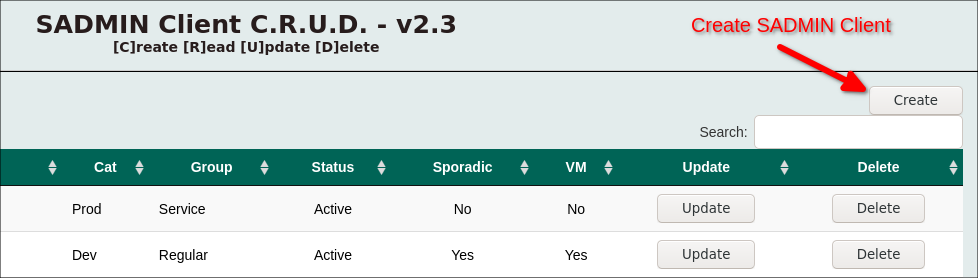 SADMIN Client C.R.U.D. - v2.3
[C]reate [R]ead [U]pdate [D]elete
Create SADMIN Client
Create
Search:
Cat Group Status Sporadic VM Update Delete
Prod Service Active No No Update Delete
Dev Regular Active Yes Yes Update Delete